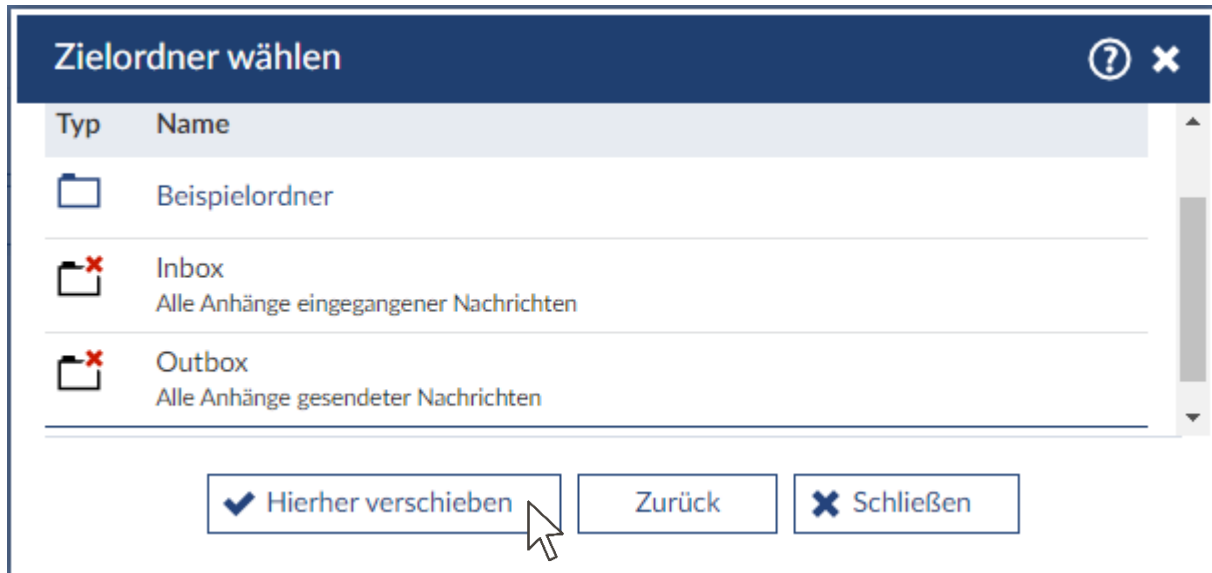 Zielordner wählen
Typ Name
Beispielordner
Inbox
Alle Anhänge eingegangener Nachrichten
Outbox
Alle Anhänge gesendeter Nachrichten
Hierher verschieben Zurück Schließen